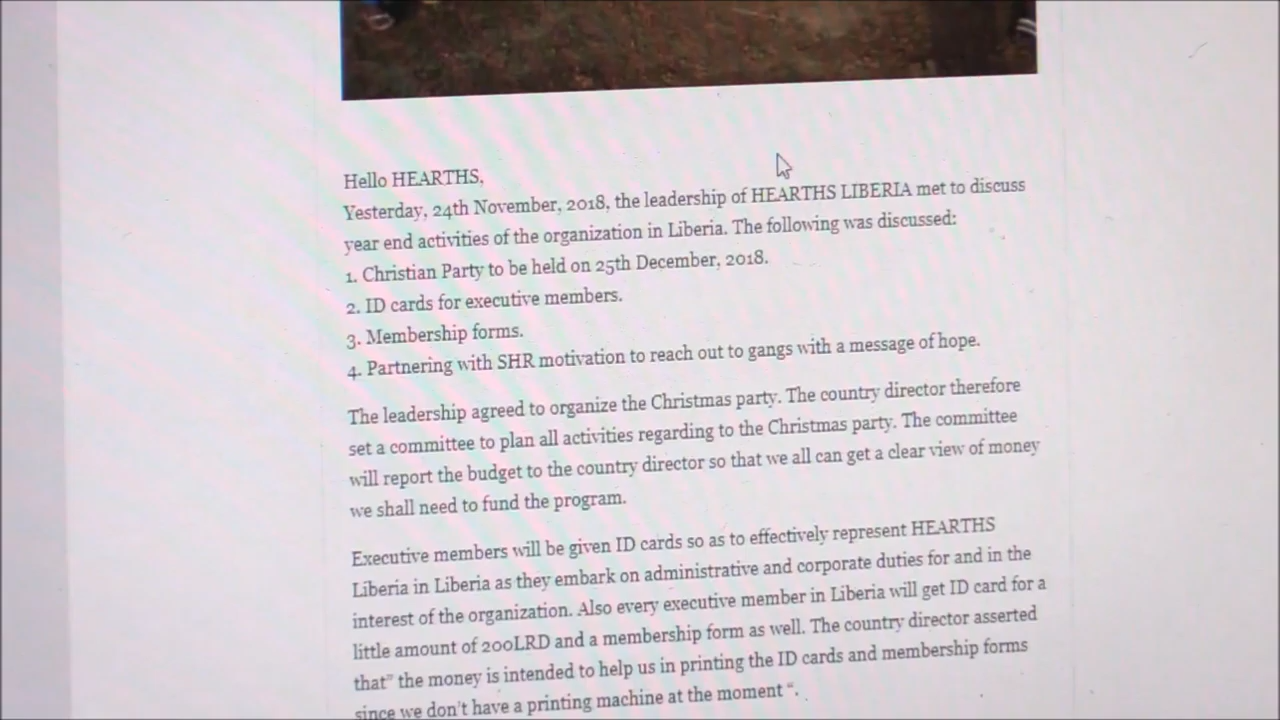 Hello HEARTHS,
Yesterday, 24th November, 2018, the leadership of HEARTHS LIBERIA met to discuss
year end activities of the organization in Liberia. The following was discussed:
1. Christian Party to be held on 25th December, 2018.
2. ID cards for executive members.
3. Membership forms.
4. Partnering with SHR motivation to reach out to gangs with a message of hope.
The leadership agreed to organize the Christmas party. The country director therefore
set a committee to plan all activities regarding to the Christmas party. The committee
will report the budget to the country director so that we all can get a clear view of money
we shall need to fund the program.
Executive members will be given ID cards so as to effectively represent HEARTHS
Liberia in Liberia as they embark on administrative and corporate duties for and in the
interest of the organization. Also every executive member in Liberia will get ID card for a
little amount of 200LRD and a membership form as well. The country director asserted
that” the money is intended to help us in printing the ID cards and membership forms
since we don't have a printing machine at the moment “.